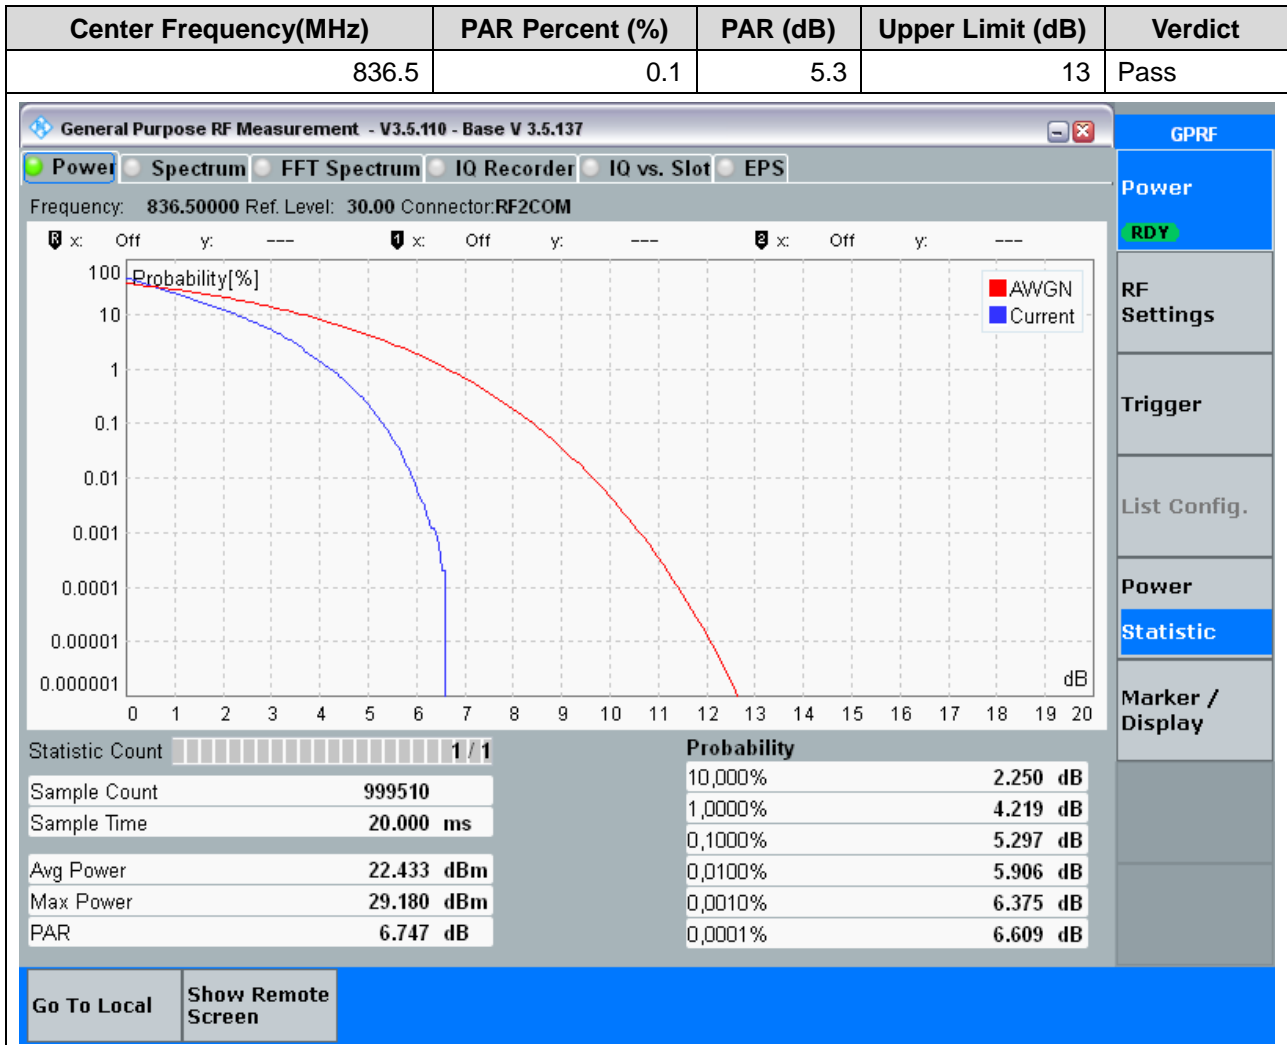 Center Frequency(MHz) PAR Percent (%) PAR (dB) Upper Limit (dB) Verdict
836.5 0.1 5.3 13 Pass
General Purpose RF Measurement - V3.5.110 - Base V 3.5.137
GPRF
Power Spectrum FFT Spectrum IQ Recorder IQ vs. Slot EPS
Power
RDY
Frequency: 836.50000 Ref. Level: 30.00 Connector:RF2COM
R x: Off y: --- 1 x: Off y: --- 2 x: Off y: ---
Probability[%]
AWGN
Current
100
10
1
0.1
0.01
0.001
0.0001
0.00001
0.000001
dB
0 1 2 3 4 5 6 7 8 9 10 11 12 13 14 15 16 17 18 19 20
RF
Settings
Trigger
List Config.
Power
Statistic
Marker /
Display
Statistic Count 1 / 1
Sample Count 999510
Sample Time 20.000 ms
Avg Power 22.433 dBm
Max Power 29.180 dBm
PAR 6.747 dB
Probability
10,000% 2.250 dB
1,0000% 4.219 dB
0,1000% 5.297 dB
0,0100% 5.906 dB
0,0010% 6.375 dB
0,0001% 6.609 dB
Go To Local
Show Remote
Screen